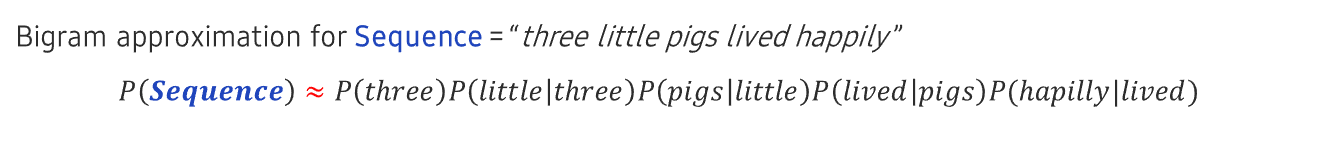 Bigram approximation for Sequence = “three little pigs lived happily”
P(Sequence) ≈ P(three)P(little|three)P(pigs|little)P(lived|pigs)P(hapilly|lived)